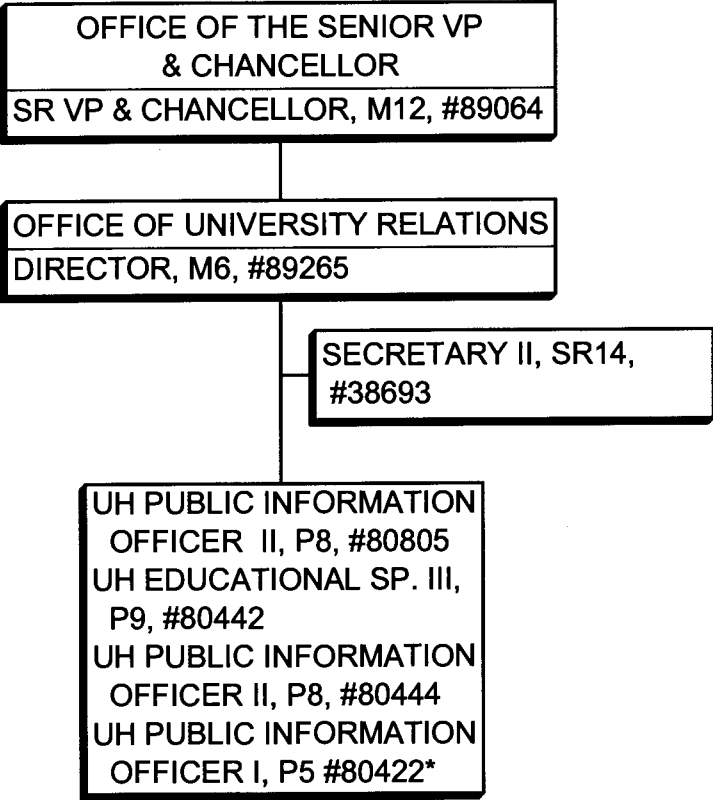 OFFICE OF THE SENIOR VP
& CHANCELLOR
SR VP & CHANCELLOR, M12, #89064
OFFICE OF UNIVERSITY RELATIONS
DIRECTOR, M6, #89265
SECRETARY II, SR14,
#38693
UH PUBLIC INFORMATION
OFFICER II, P8, #80805
UH EDUCATIONAL SP. III,
P9, #80442
UH PUBLIC INFORMATION
OFFICER II, P8, #80444
UH PUBLIC INFORMATION
OFFICER I, P5 #80422*